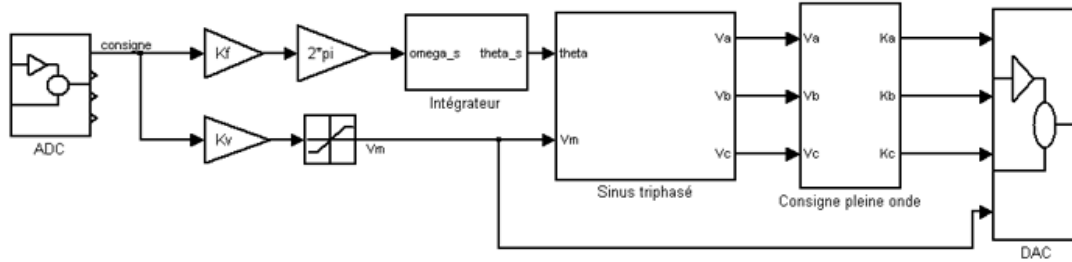 consigne
ADC
Kf
2*pi
omega_s
theta_s
Intégrateur
Kv
Vm
theta
Vm
Va
Vb
Vc
Sinus triphasé
Va
Vb
Vc
Ka
Kb
Kc
Consigne pleine onde
DAC